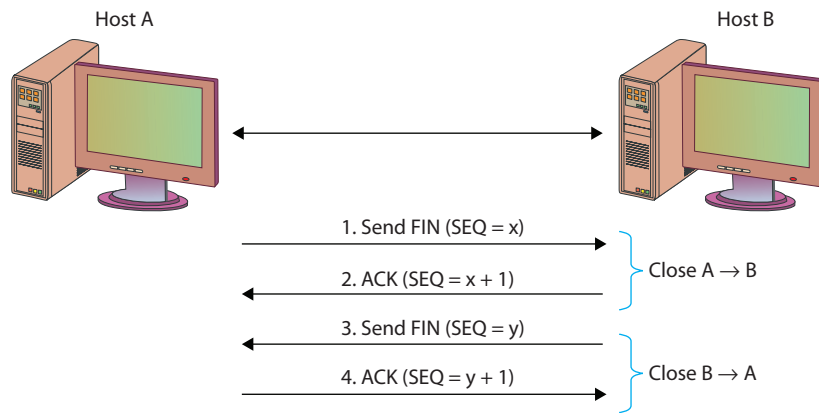 Host A
Host B
1. Send FIN (SEQ = x)
2. ACK (SEQ = x + 1)
Close A → B
3. Send FIN (SEQ = y)
4. ACK (SEQ = y + 1)
Close B → A